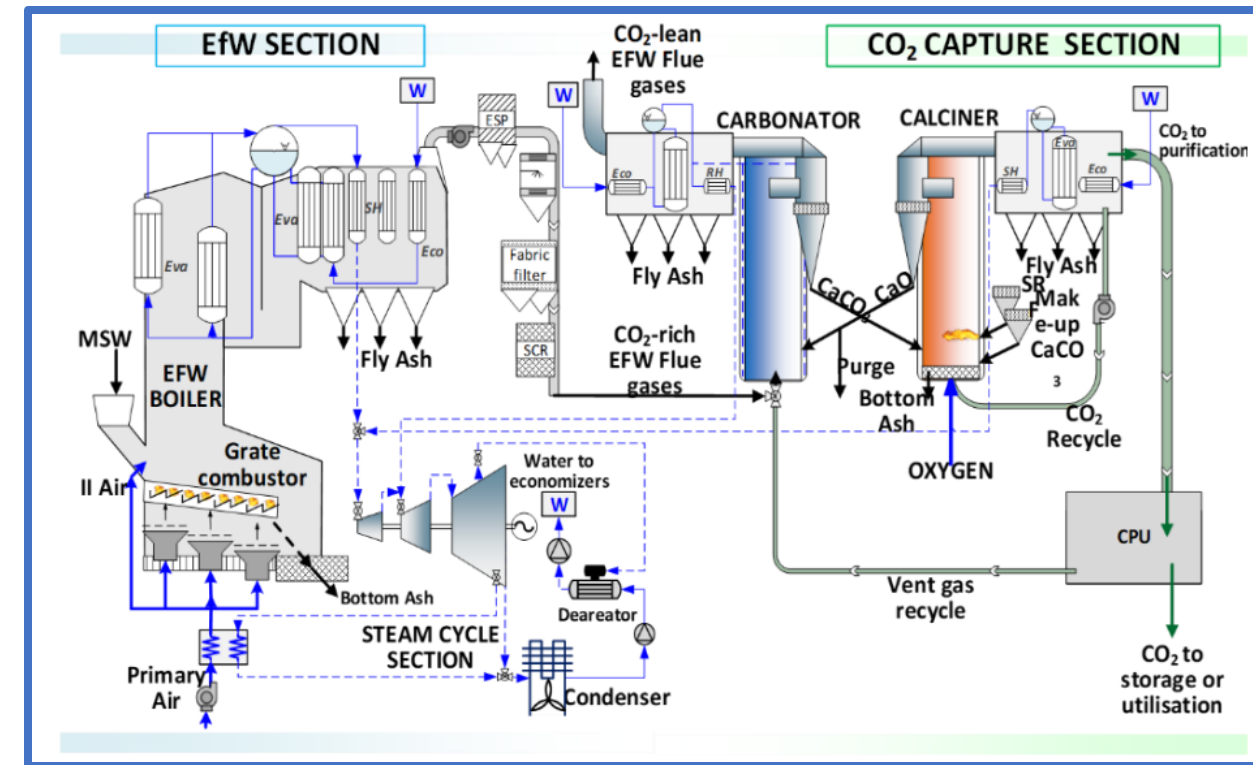 EfW SECTION
CO₂-lean
EFW Flue
gases
CO₂ CAPTURE SECTION
W
ESP
W
CARBONATOR
CALCINER
W
CO₂ to
purification
Eva
Eva
SH
Eco
Eco
RH
SH
Eva
Eco
Fabric
filter
SCR
Fly Ash
Fly Ash
Fly Ash
CaCO₃
CaO
SR
F
Mak
e-up
CaCO
3
MSW
EFW
BOILER
CO₂-rich
EFW Flue
gases
Purge
Bottom
Ash
CO₂
Recycle
OXYGEN
Grate
combustor
II Air
Water to
economizers
W
CPU
Bottom Ash
Deareator
Vent gas
recycle
STEAM CYCLE
SECTION
Primary
Air
Condenser
CO₂ to
storage or
utilisation